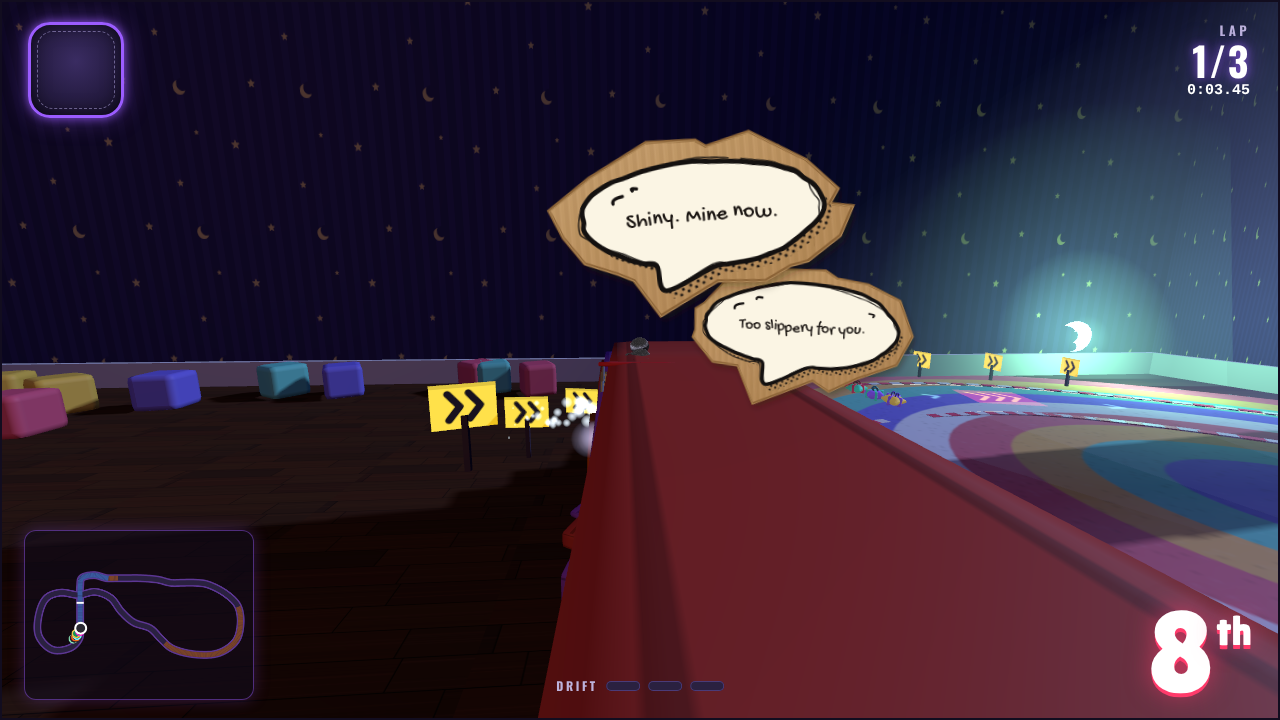 LAP
1/3
0:03.45
Shiny. Mine now.
Too slippery for you.
DRIFT
8th